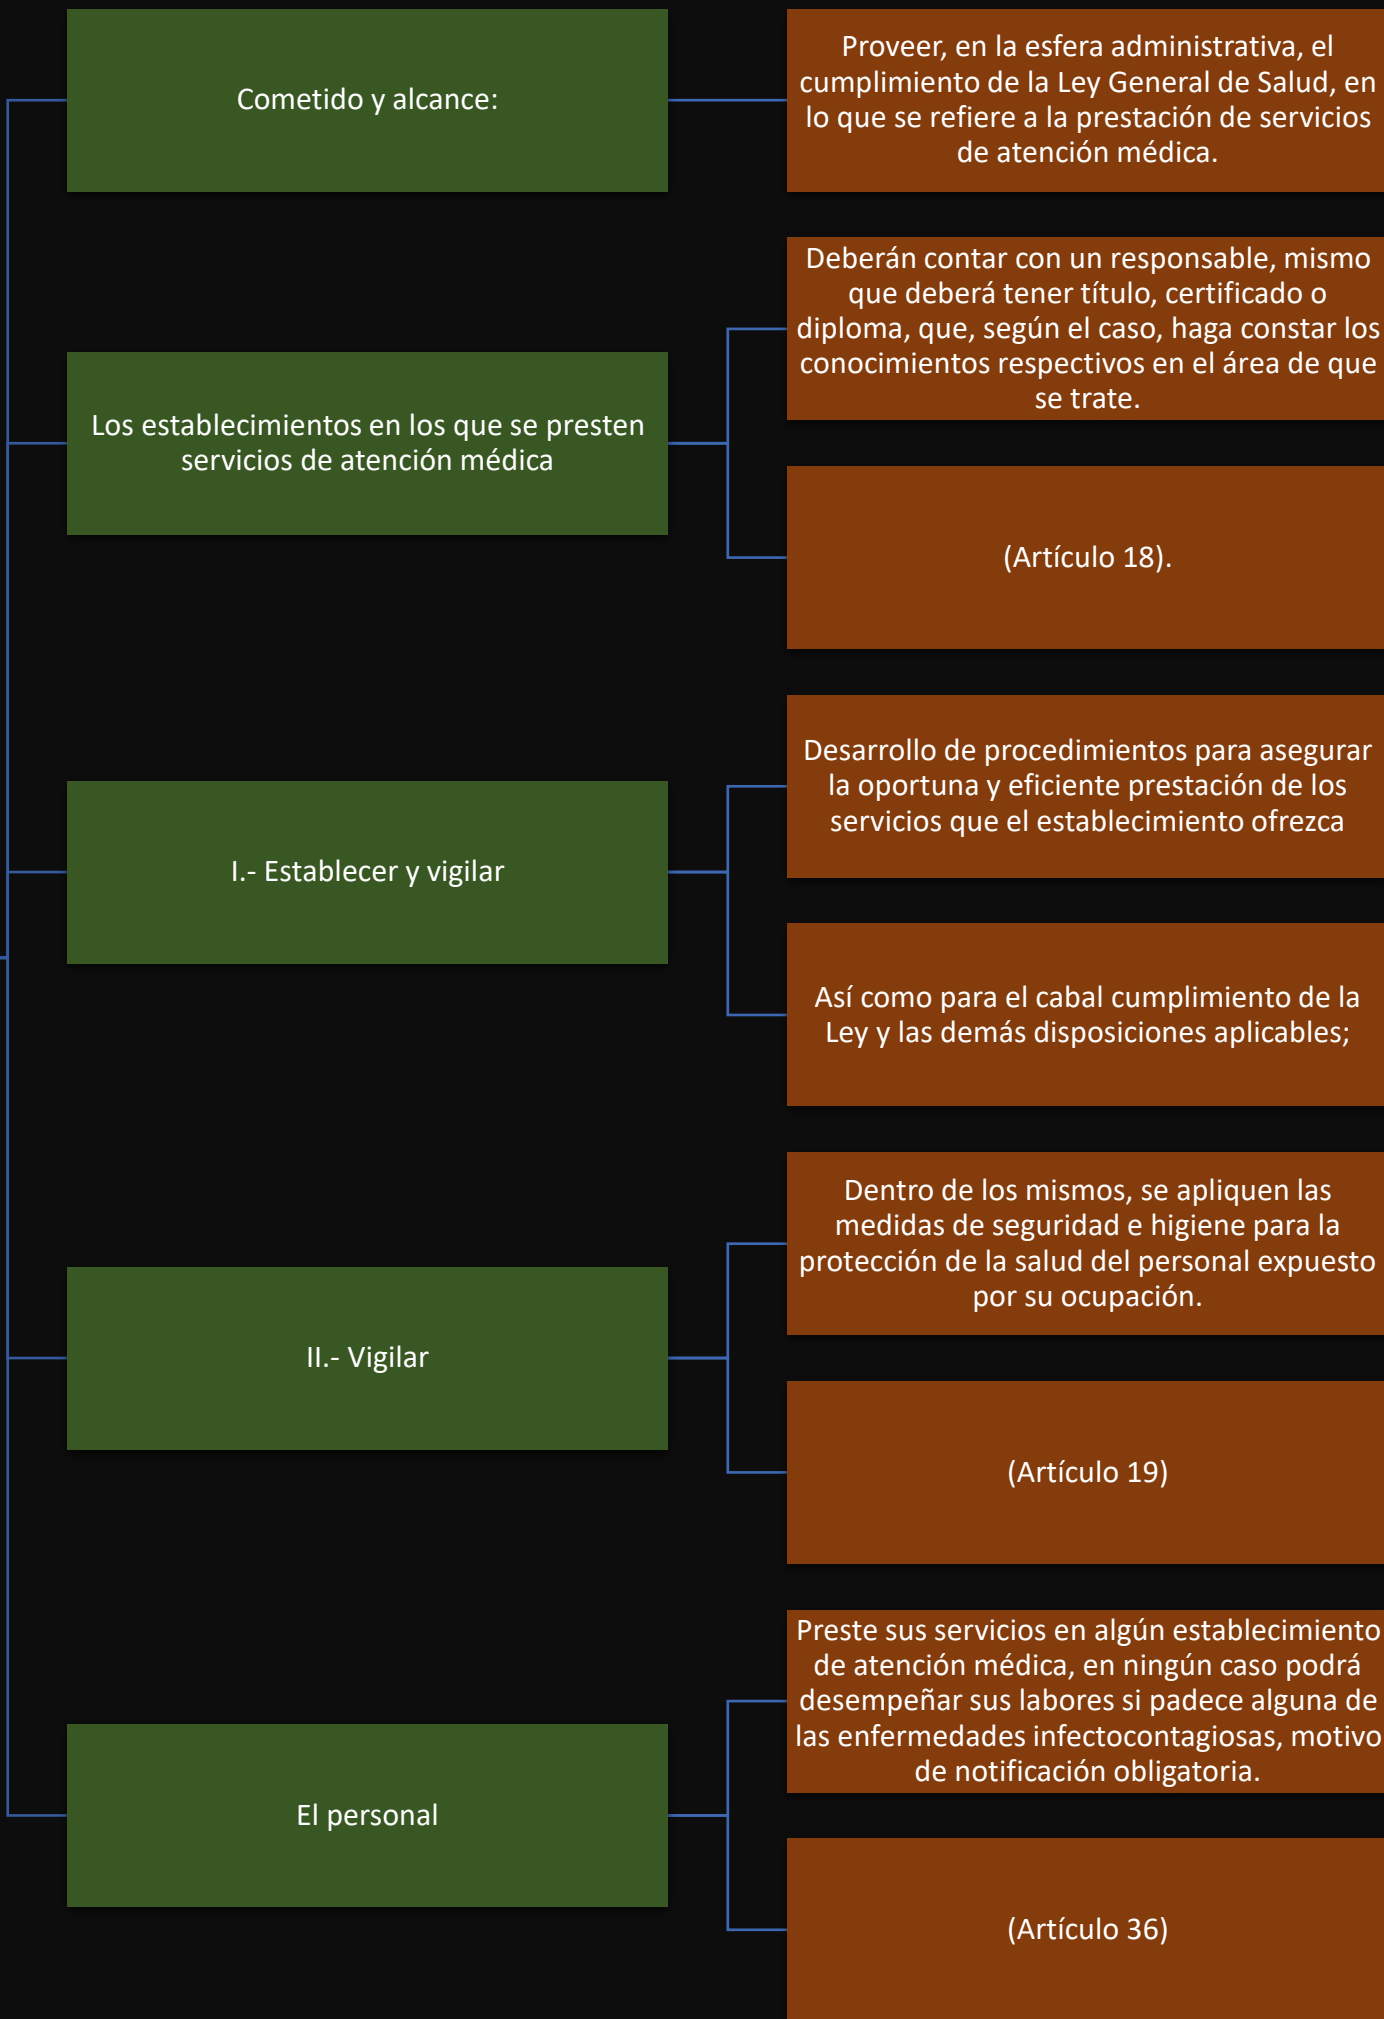 Cometido y alcance:
Proveer, en la esfera administrativa, el
cumplimiento de la Ley General de Salud, en
lo que se refiere a la prestación de servicios
de atención médica.
Los establecimientos en los que se presten
servicios de atención médica
Deberán contar con un responsable, mismo
que deberá tener título, certificado o
diploma, que, según el caso, haga constar los
conocimientos respectivos en el área de que
se trate.
(Artículo 18).
I.- Establecer y vigilar
Desarrollo de procedimientos para asegurar
la oportuna y eficiente prestación de los
servicios que el establecimiento ofrezca
Así como para el cabal cumplimiento de la
Ley y las demás disposiciones aplicables;
II.- Vigilar
Dentro de los mismos, se apliquen las
medidas de seguridad e higiene para la
protección de la salud del personal expuesto
por su ocupación.
(Artículo 19)
El personal
Preste sus servicios en algún establecimiento
de atención médica, en ningún caso podrá
desempeñar sus labores si padece alguna de
las enfermedades infectocontagiosas, motivo
de notificación obligatoria.
(Artículo 36)